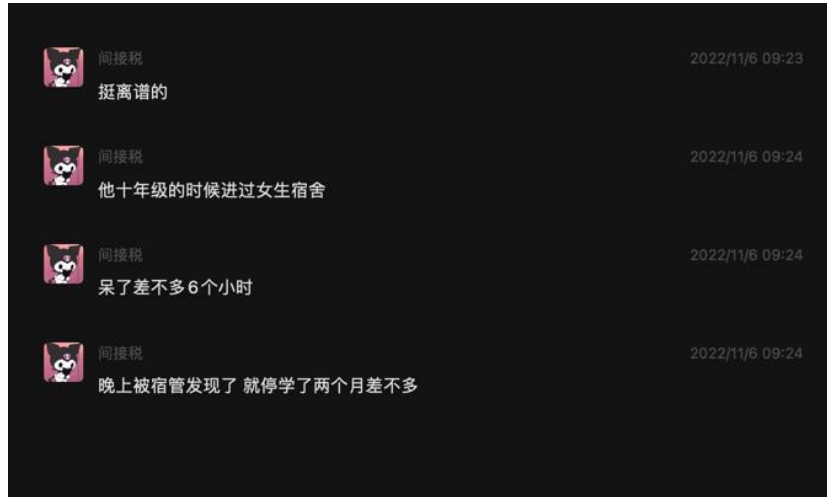 间接税
2022/11/6 09:23
挺离谱的
间接税
2022/11/6 09:24
他十年级的时候进过女生宿舍
间接税
2022/11/6 09:24
呆了差不多6个小时
间接税
2022/11/6 09:24
晚上被宿管发现了 就停学了两个月差不多